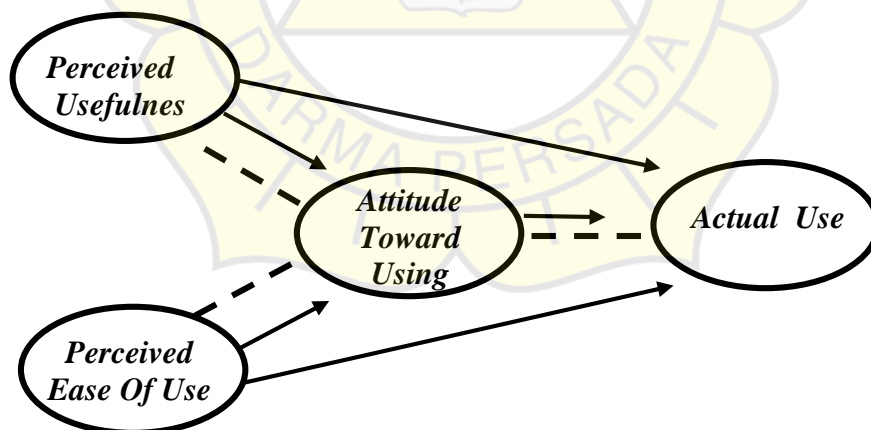 Perceived
Usefulnes
DARMA PERSADA
Attitude
Toward
Using
Actual Use
Perceived
Ease Of Use